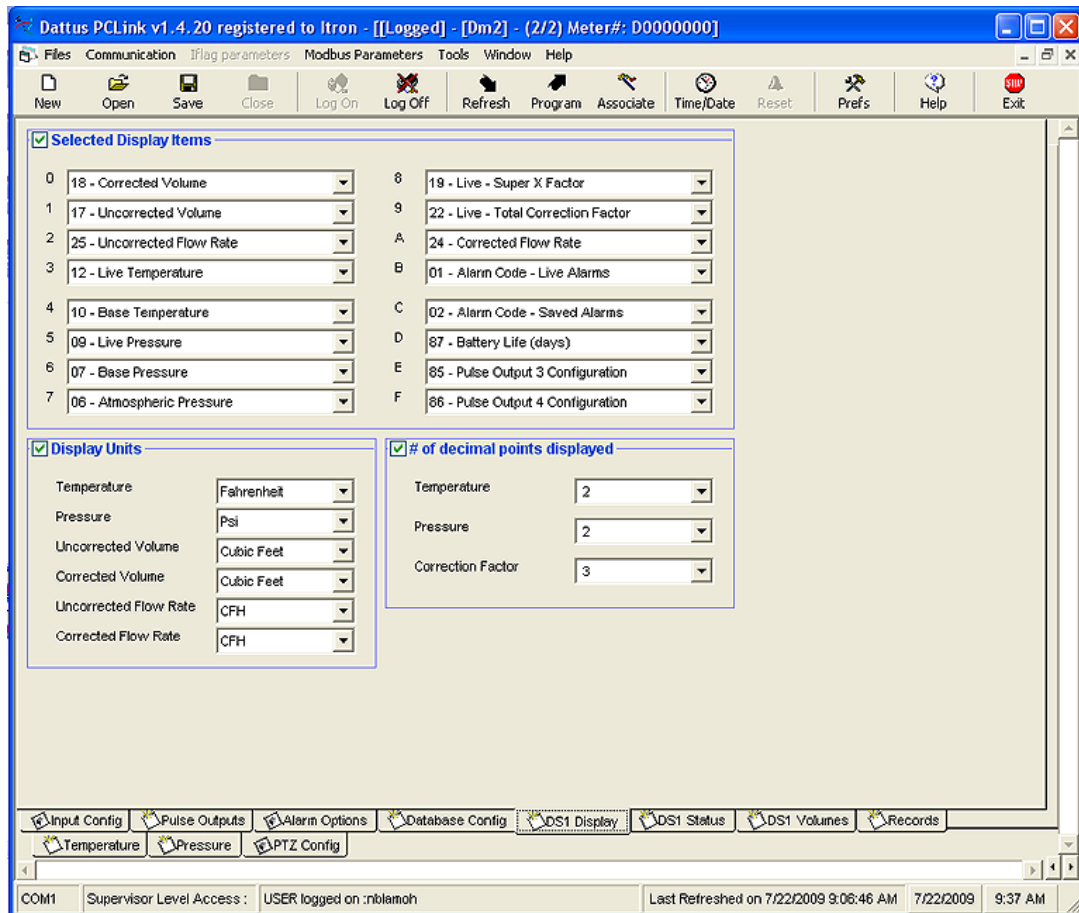 Dattus PCLink v1.4.20 registered to Itron - [[Logged] - [Dm2] - (2/2) Meter#: D0000000]
Files Communication Iflag parameters Modbus Parameters Tools Window Help
New Open Save Close Log On Log Off Refresh Program Associate Time/Date Reset Prefs Help Exit
Selected Display Items
0 18 - Corrected Volume 8 19 - Live - Super X Factor
1 17 - Uncorrected Volume 9 22 - Live - Total Correction Factor
2 25 - Uncorrected Flow Rate A 24 - Corrected Flow Rate
3 12 - Live Temperature B 01 - Alarm Code - Live Alarms
4 10 - Base Temperature C 02 - Alarm Code - Saved Alarms
5 09 - Live Pressure D 87 - Battery Life (days)
6 07 - Base Pressure E 85 - Pulse Output 3 Configuration
7 06 - Atmospheric Pressure F 86 - Pulse Output 4 Configuration
Display Units
Temperature Fahrenheit
Pressure Psi
Uncorrected Volume Cubic Feet
Corrected Volume Cubic Feet
Uncorrected Flow Rate CFH
Corrected Flow Rate CFH
# of decimal points displayed
Temperature 2
Pressure 2
Correction Factor 3
Input Config Pulse Outputs Alarm Options Database Config DS1 Display DS1 Status DS1 Volumes Records
Temperature Pressure PTZ Config
COM1 Supervisor Level Access : USER logged on :nblamoh Last Refreshed on 7/22/2009 9:06:46 AM 7/22/2009 9:37 AM